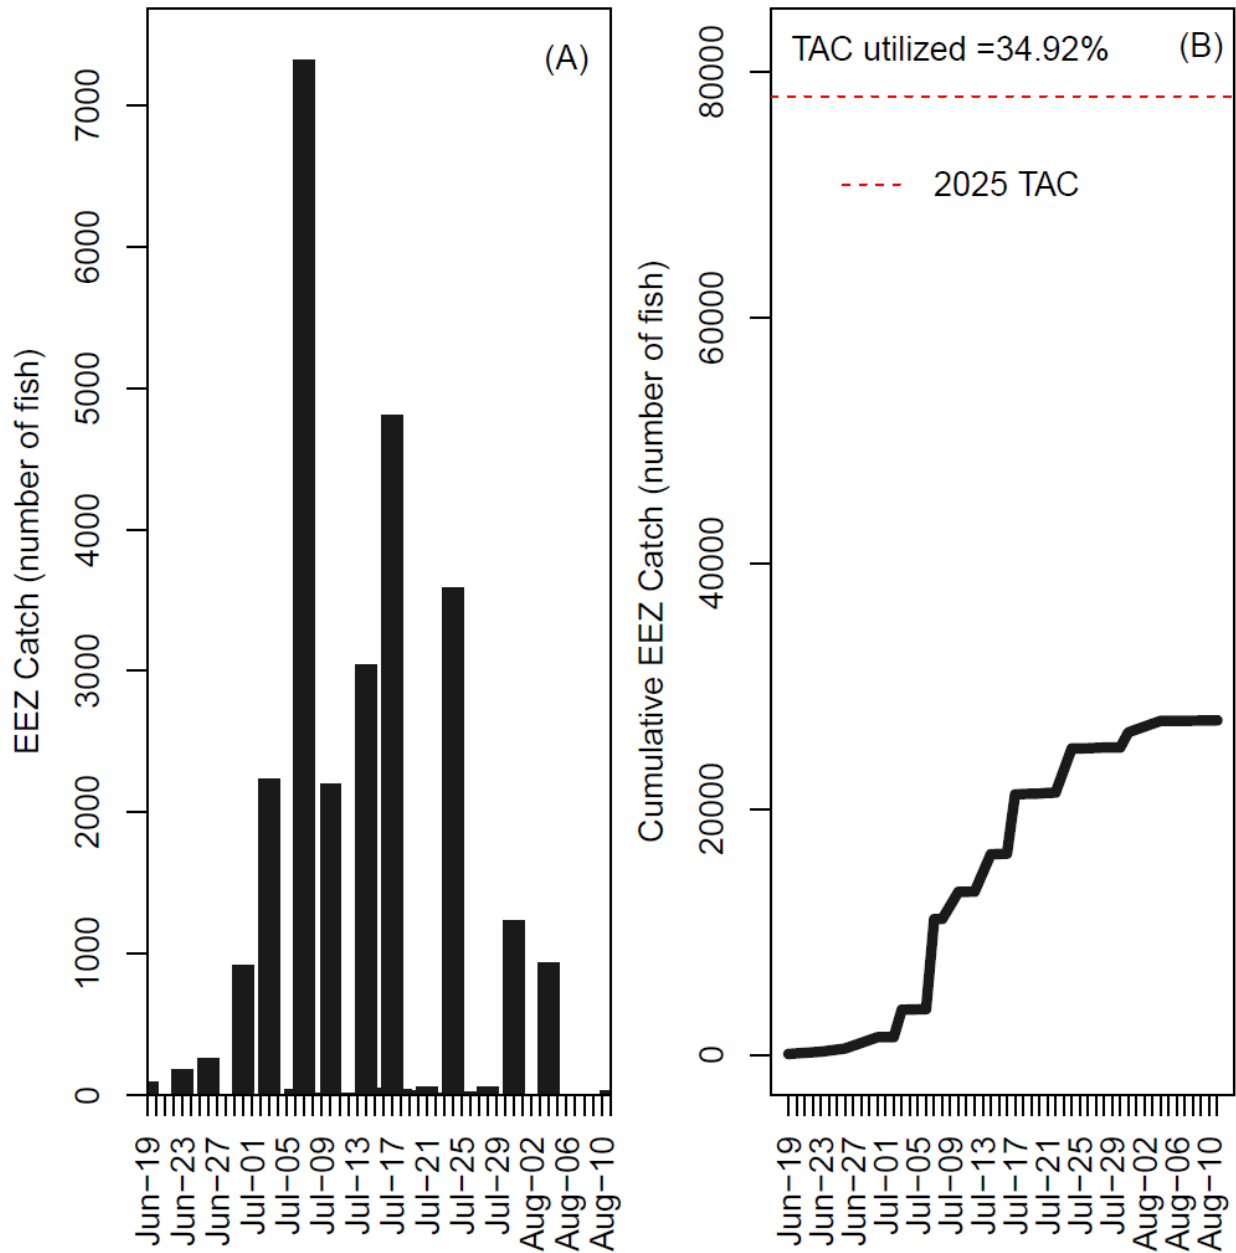 (A)
EEZ Catch (number of fish)
7000
6000
5000
4000
3000
2000
1000
0
Jun-19
Jun-23
Jun-27
Jul-01
Jul-05
Jul-09
Jul-13
Jul-17
Jul-21
Jul-25
Jul-29
Aug-02
Aug-06
Aug-10
TAC utilized =34.92%
(B)
2025 TAC
Cumulative EEZ Catch (number of fish)
80000
60000
40000
20000
0
Jun-19
Jun-23
Jun-27
Jul-01
Jul-05
Jul-09
Jul-13
Jul-17
Jul-21
Jul-25
Jul-29
Aug-02
Aug-06
Aug-10